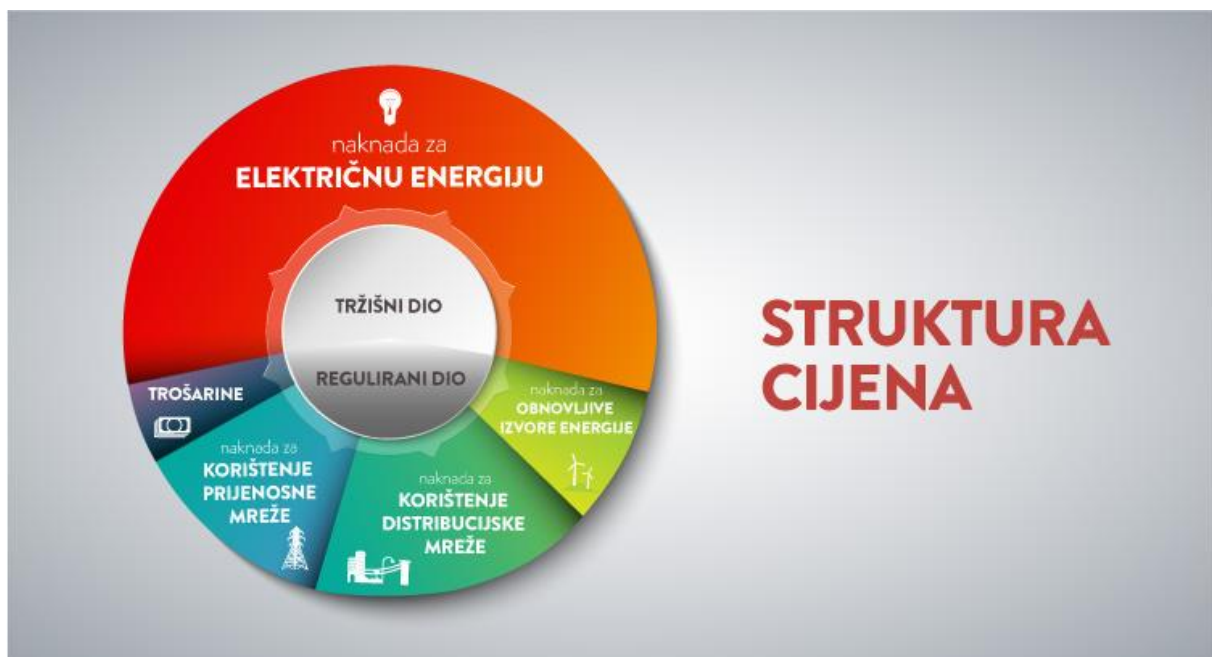 naknada za
ELEKTRIČNU ENERGIJU
TRŽIŠNI DIO
REGULIRANI DIO
TROŠARINE
naknada za
KORIŠTENJE
PRIJENOSNE
MREŽE
naknada za
KORIŠTENJE
DISTRIBUCIJSKE
MREŽE
naknada za
OBNOVLJIVE
IZVORE ENERGIJE
STRUKTURA
CIJENA